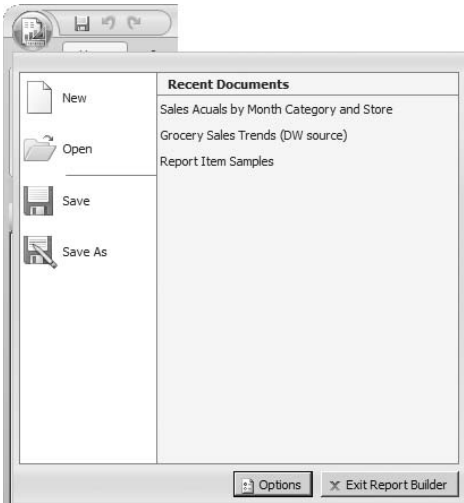 New
Open
Save
Save As
Recent Documents
Sales Acuals by Month Category and Store
Grocery Sales Trends (DW source)
Report Item Samples
Options
Exit Report Builder